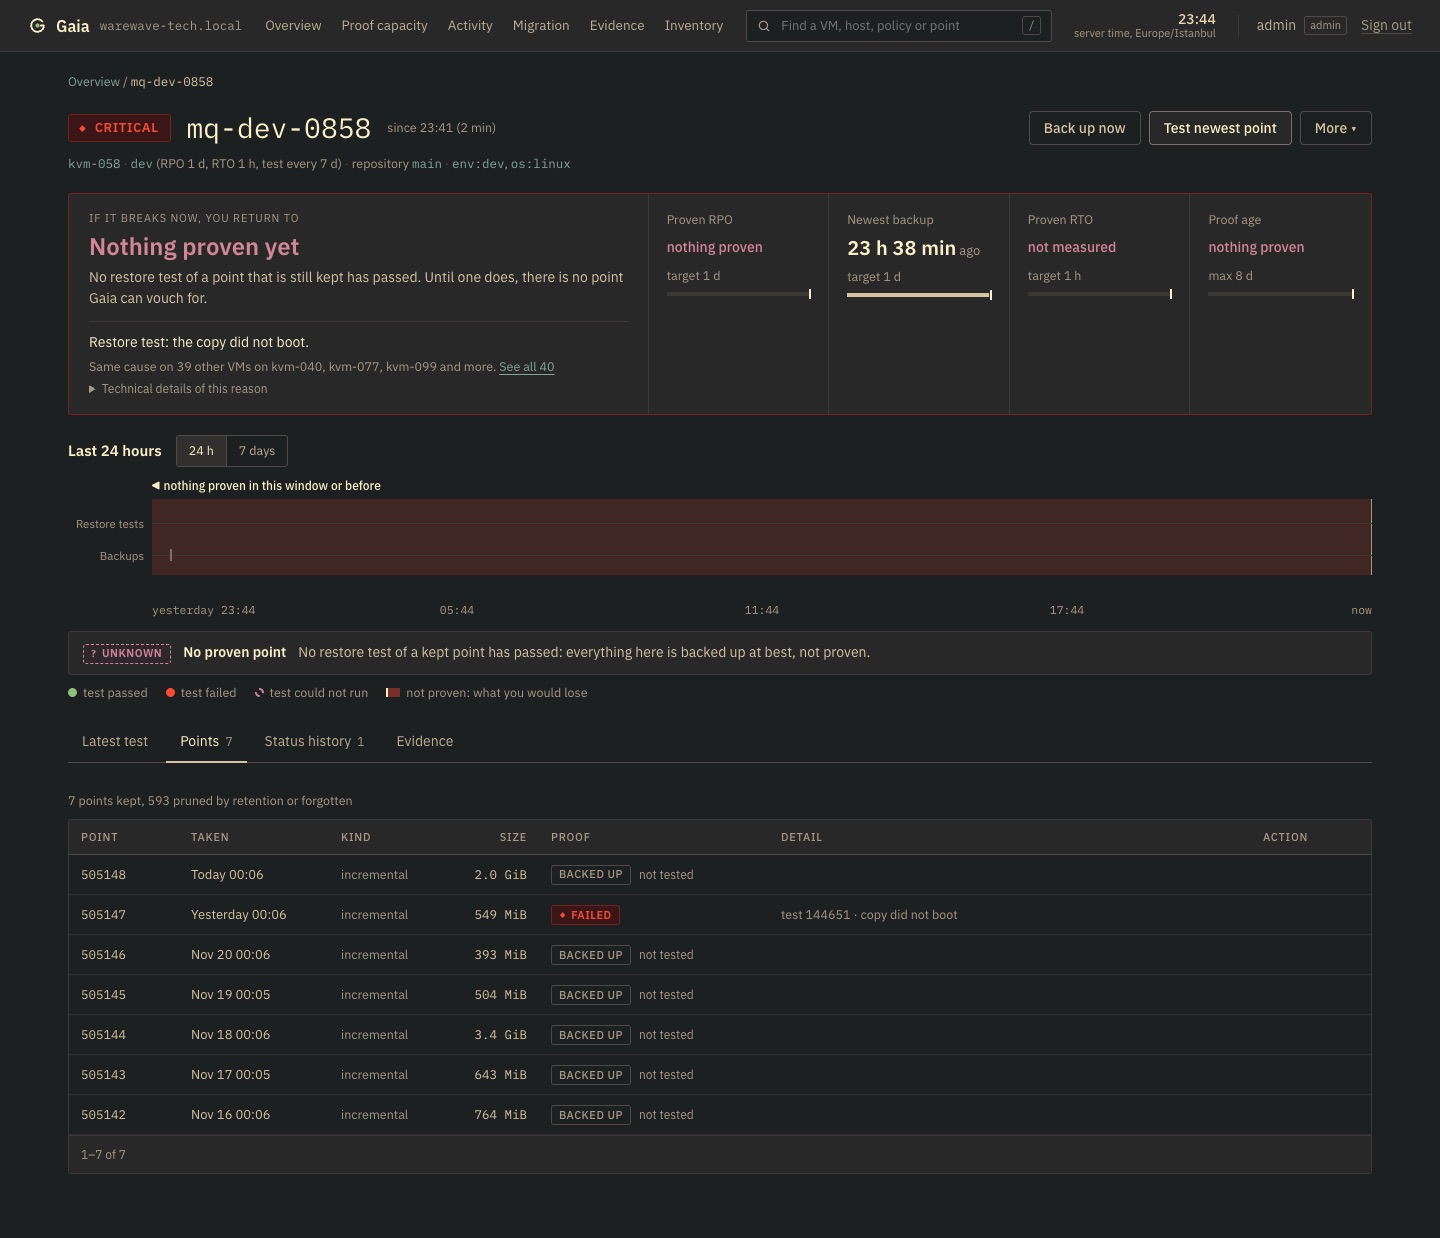 Gaia warewave-tech.local Overview Proof capacity Activity Migration Evidence Inventory Find a VM, host, policy or point / 23:44 admin admin Sign out
server time, Europe/Istanbul
Overview / mq-dev-0858
◆ CRITICAL mq-dev-0858 since 23:41 (2 min) Back up now Test newest point More ▾
kvm-058 · dev (RPO 1 d, RTO 1 h, test every 7 d) · repository main · env:dev, os:linux
IF IT BREAKS NOW, YOU RETURN TO
Nothing proven yet
No restore test of a point that is still kept has passed. Until one does, there is no point
Gaia can vouch for.
Restore test: the copy did not boot.
Same cause on 39 other VMs on kvm-040, kvm-077, kvm-099 and more. See all 40
▶ Technical details of this reason
Proven RPO
nothing proven
target 1 d
Newest backup
23 h 38 min ago
target 1 d
Proven RTO
not measured
target 1 h
Proof age
nothing proven
max 8 d
Last 24 hours 24 h 7 days
◀ nothing proven in this window or before
Restore tests
Backups
yesterday 23:44 05:44 11:44 17:44 now
? UNKNOWN No proven point No restore test of a kept point has passed: everything here is backed up at best, not proven.
test passed test failed test could not run not proven: what you would lose
Latest test Points 7 Status history 1 Evidence
7 points kept, 593 pruned by retention or forgotten
POINT TAKEN KIND SIZE PROOF DETAIL ACTION
505148 Today 00:06 incremental 2.0 GiB BACKED UP not tested
505147 Yesterday 00:06 incremental 549 MiB ◆ FAILED test 144651 · copy did not boot
505146 Nov 20 00:06 incremental 393 MiB BACKED UP not tested
505145 Nov 19 00:05 incremental 504 MiB BACKED UP not tested
505144 Nov 18 00:06 incremental 3.4 GiB BACKED UP not tested
505143 Nov 17 00:05 incremental 643 MiB BACKED UP not tested
505142 Nov 16 00:06 incremental 764 MiB BACKED UP not tested
1–7 of 7